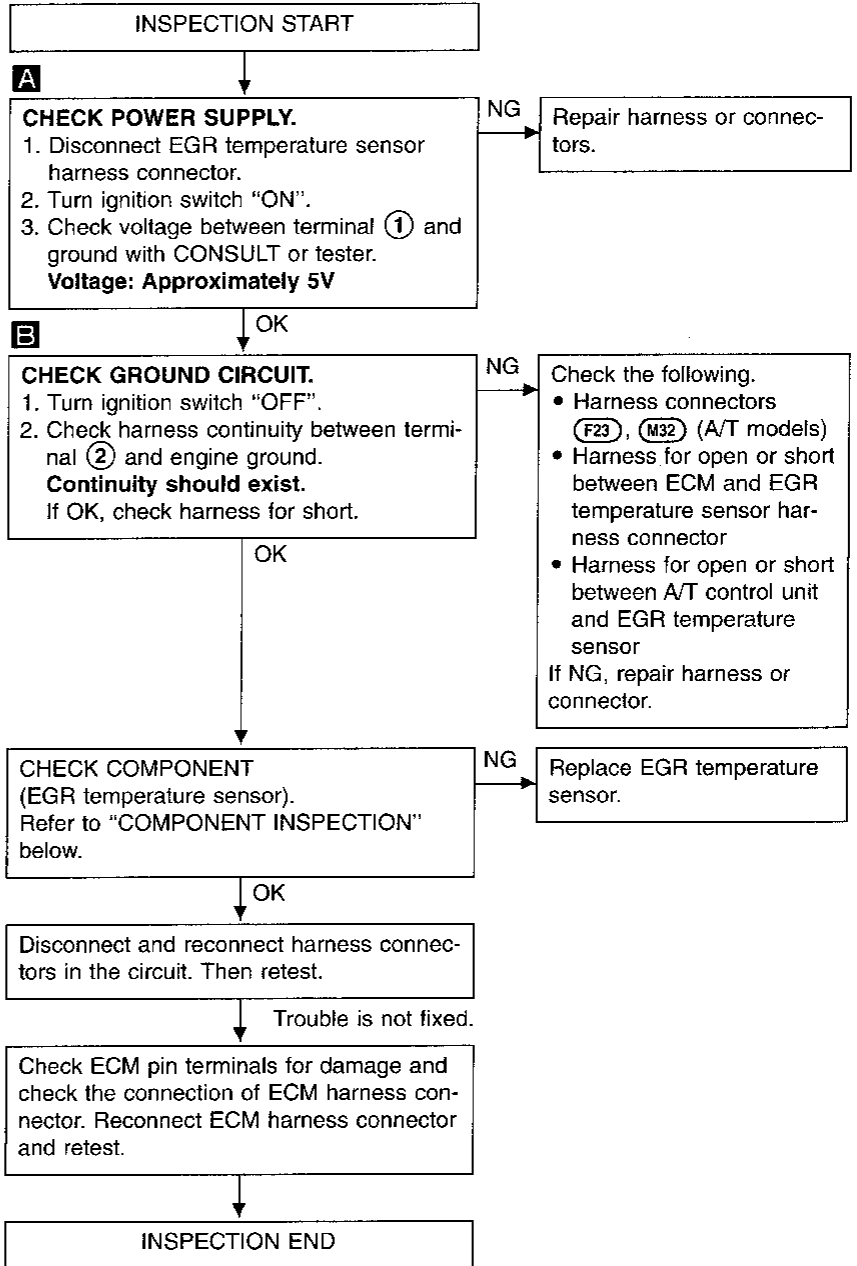 INSPECTION START
A
CHECK POWER SUPPLY.
1. Disconnect EGR temperature sensor
harness connector.
2. Turn ignition switch “ON”.
3. Check voltage between terminal ① and
ground with CONSULT or tester.
Voltage: Approximately 5V
NG
Repair harness or connec-
tors.
OK
B
CHECK GROUND CIRCUIT.
1. Turn ignition switch “OFF”.
2. Check harness continuity between termi-
nal ② and engine ground.
Continuity should exist.
If OK, check harness for short.
NG
Check the following.
• Harness connectors
F23, M32 (A/T models)
• Harness for open or short
between ECM and EGR
temperature sensor har-
ness connector
• Harness for open or short
between A/T control unit
and EGR temperature
sensor
If NG, repair harness or
connector.
OK
CHECK COMPONENT
(EGR temperature sensor).
Refer to “COMPONENT INSPECTION”
below.
NG
Replace EGR temperature
sensor.
OK
Disconnect and reconnect harness connec-
tors in the circuit. Then retest.
Trouble is not fixed.
Check ECM pin terminals for damage and
check the connection of ECM harness con-
nector. Reconnect ECM harness connector
and retest.
INSPECTION END